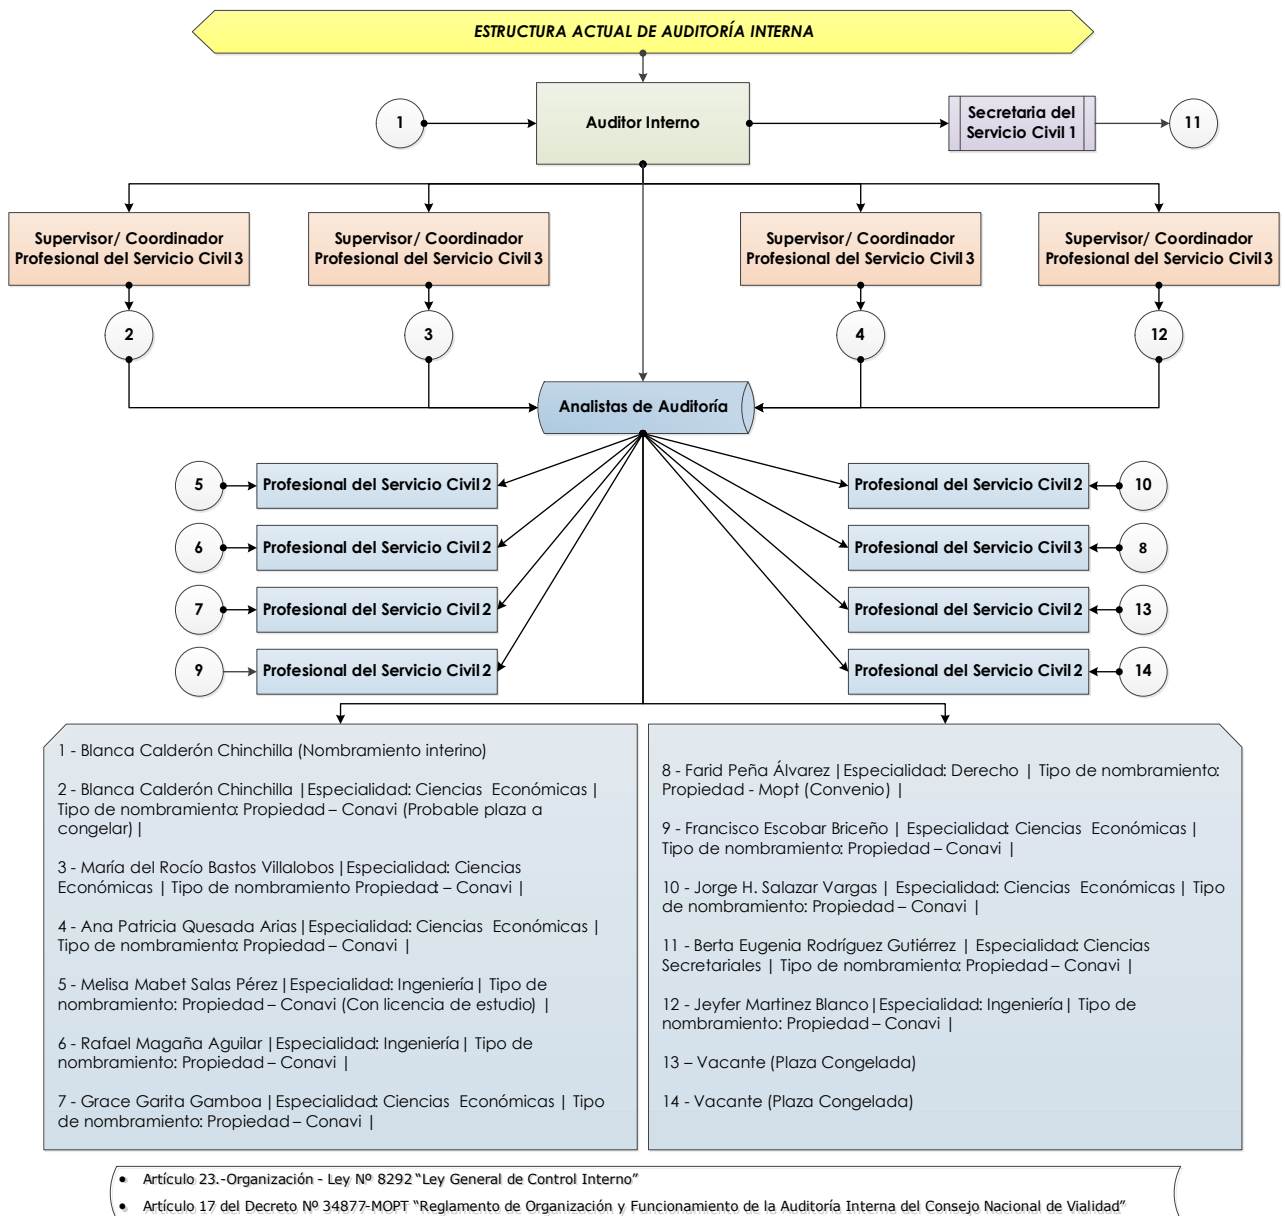 ESTRUCTURA ACTUAL DE AUDITORÍA INTERNA
1
Auditor Interno
Secretaria del
Servicio Civil 1
11
Supervisor/ Coordinador
Profesional del Servicio Civil 3
Supervisor/ Coordinador
Profesional del Servicio Civil 3
Supervisor/ Coordinador
Profesional del Servicio Civil 3
Supervisor/ Coordinador
Profesional del Servicio Civil 3
2
3
4
12
Analistas de Auditoría
5
Profesional del Servicio Civil 2
Profesional del Servicio Civil 2
10
6
Profesional del Servicio Civil 2
Profesional del Servicio Civil 3
8
7
Profesional del Servicio Civil 2
Profesional del Servicio Civil 2
13
9
Profesional del Servicio Civil 2
Profesional del Servicio Civil 2
14
1 - Blanca Calderón Chinchilla (Nombramiento interino)
2 - Blanca Calderón Chinchilla |Especialidad: Ciencias Económicas |
Tipo de nombramiento: Propiedad – Conavi (Probable plaza a
congelar) |
3 - María del Rocío Bastos Villalobos |Especialidad: Ciencias
Económicas | Tipo de nombramiento Propiedad: – Conavi |
4 - Ana Patricia Quesada Arias|Especialidad: Ciencias Económicas |
Tipo de nombramiento: Propiedad – Conavi |
5 - Melisa Mabet Salas Pérez |Especialidad: Ingeniería | Tipo de
nombramiento: Propiedad – Conavi (Con licencia de estudio) |
6 - Rafael Magaña Aguilar |Especialidad: Ingeniería| Tipo de
nombramiento: Propiedad – Conavi |
7 - Grace Garita Gamboa |Especialidad: Ciencias Económicas | Tipo
de nombramiento: Propiedad – Conavi |
8 - Farid Peña Álvarez |Especialidad: Derecho | Tipo de nombramiento:
Propiedad - Mopt (Convenio) |
9 - Francisco Escobar Briceño | Especialidad: Ciencias Económicas |
Tipo de nombramiento: Propiedad – Conavi |
10 - Jorge H. Salazar Vargas | Especialidad: Ciencias Económicas | Tipo
de nombramiento: Propiedad – Conavi |
11 - Berta Eugenia Rodríguez Gutiérrez | Especialidad: Ciencias
Secretariales | Tipo de nombramiento: Propiedad – Conavi |
12 - Jeyfer Martinez Blanco|Especialidad: Ingeniería| Tipo de
nombramiento: Propiedad – Conavi |
13 – Vacante (Plaza Congelada)
14 - Vacante (Plaza Congelada)
• Artículo 23.-Organización - Ley Nº 8292 “Ley General de Control Interno”
• Artículo 17 del Decreto Nº 34877-MOPT “Reglamento de Organización y Funcionamiento de la Auditoría Interna del Consejo Nacional de Vialidad”